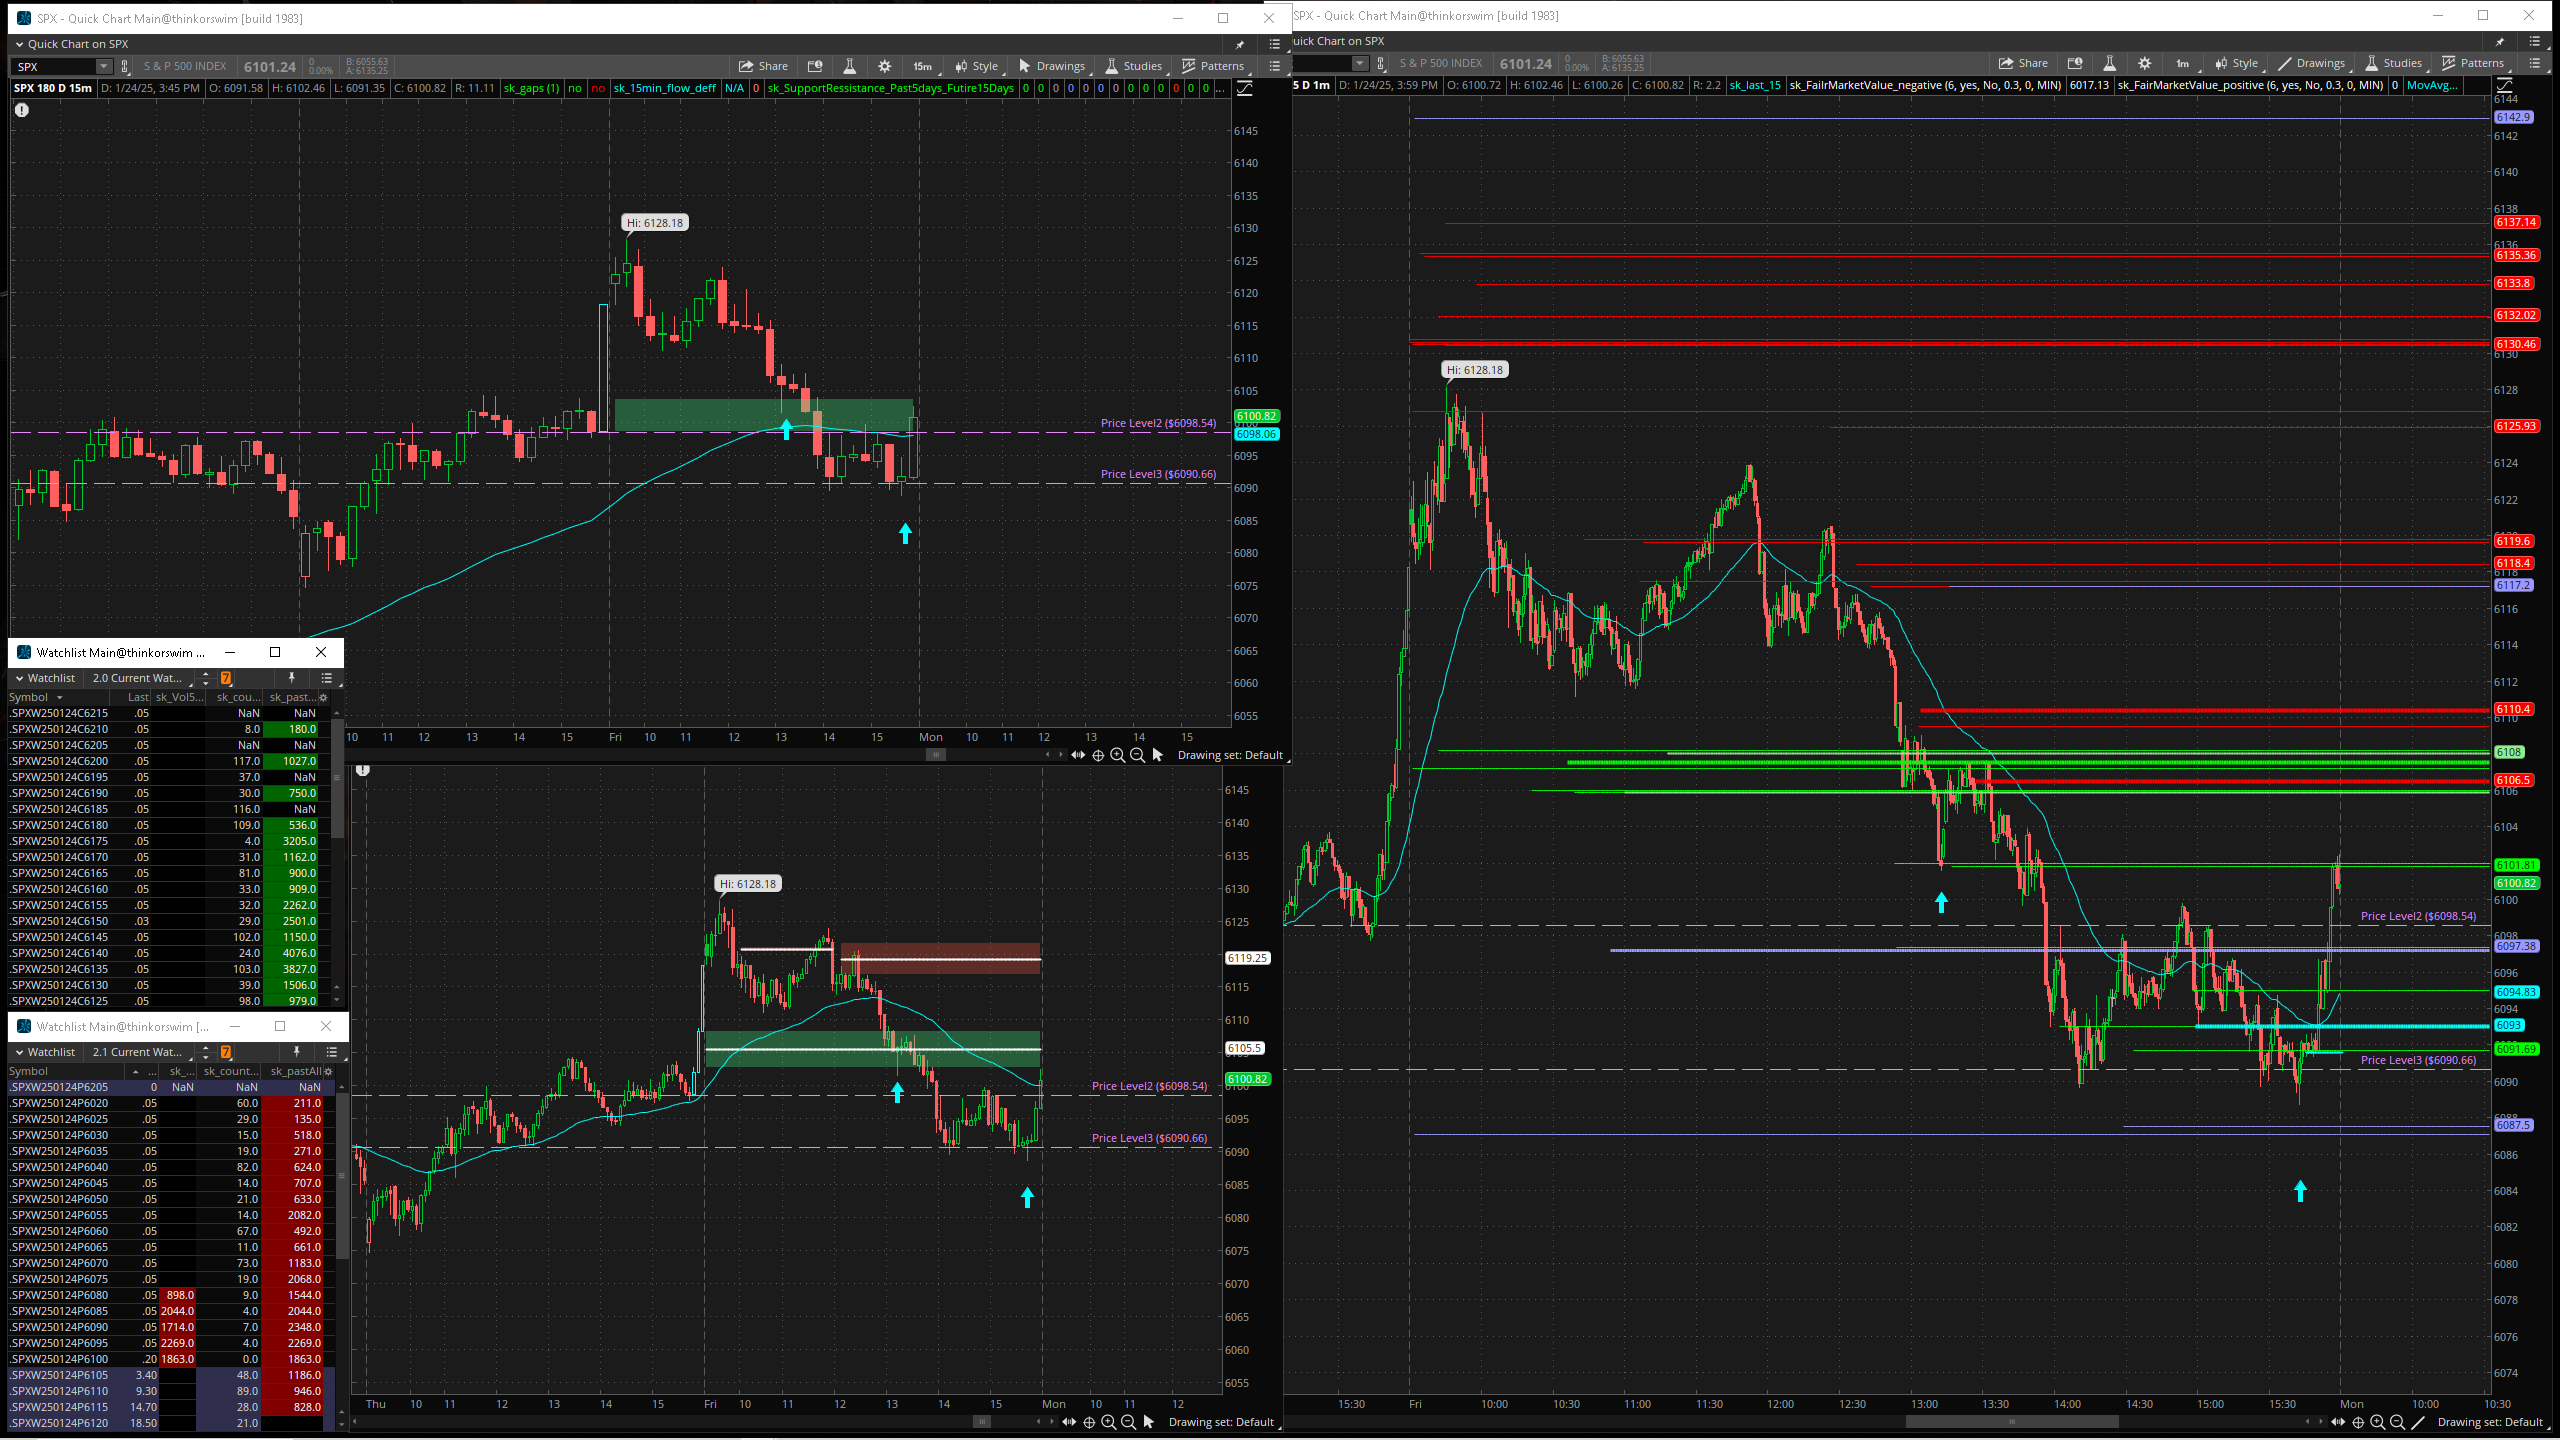 SPX - Quick Chart Main@thinkorswim [build 1983]
Quick Chart on SPX
SPX S & P 500 INDEX 6101.24 0 0.00% B: 6055.63 A: 6135.25 Share 15m Style Drawings Studies Patterns
SPX 180 D 15m D: 1/24/25, 3:45 PM O: 6091.58 H: 6102.46 L: 6091.35 C: 6100.82 R: 11.11 sk_gaps (1) no no sk_15min_flow_deff N/A 0 sk_SupportRessistance_Past5days_Futire15Days 0 0 0 0 0 0 0 0 0 0 0 0 0 ...
Hi: 6128.18
Price Level2 ($6098.54)
Price Level3 ($6090.66)
6145
6140
6135
6130
6125
6120
6115
6110
6105
6100.82
6098.06
6095
6090
6085
6080
6075
6070
6065
6060
6055
10 11 12 13 14 15 Fri 10 11 12 13 14 15 Mon 10 11 12 13 14 15
Drawing set: Default
Watchlist Main@thinkorswim ...
Watchlist 2.0 Current Wat... 7
Symbol Last sk_Vol5... sk_cou... sk_past...
.SPXW250124C6215 .05 NaN NaN
.SPXW250124C6210 .05 8.0 180.0
.SPXW250124C6205 .05 NaN NaN
.SPXW250124C6200 .05 117.0 1027.0
.SPXW250124C6195 .05 37.0 NaN
.SPXW250124C6190 .05 30.0 750.0
.SPXW250124C6185 .05 116.0 NaN
.SPXW250124C6180 .05 109.0 536.0
.SPXW250124C6175 .05 4.0 3205.0
.SPXW250124C6170 .05 31.0 1162.0
.SPXW250124C6165 .05 81.0 900.0
.SPXW250124C6160 .05 33.0 909.0
.SPXW250124C6155 .05 32.0 2262.0
.SPXW250124C6150 .03 29.0 2501.0
.SPXW250124C6145 .05 102.0 1150.0
.SPXW250124C6140 .05 24.0 4076.0
.SPXW250124C6135 .05 103.0 3827.0
.SPXW250124C6130 .05 39.0 1506.0
.SPXW250124C6125 .05 98.0 979.0
Watchlist Main@thinkorswim [...
Watchlist 2.1 Current Wat... 7
Symbol ... sk_... sk_count... sk_pastAll
.SPXW250124P6205 0 NaN NaN NaN
.SPXW250124P6020 .05 60.0 211.0
.SPXW250124P6025 .05 29.0 135.0
.SPXW250124P6030 .05 15.0 518.0
.SPXW250124P6035 .05 19.0 271.0
.SPXW250124P6040 .05 82.0 624.0
.SPXW250124P6045 .05 14.0 707.0
.SPXW250124P6050 .05 21.0 633.0
.SPXW250124P6055 .05 14.0 2082.0
.SPXW250124P6060 .05 67.0 492.0
.SPXW250124P6065 .05 11.0 661.0
.SPXW250124P6070 .05 73.0 1183.0
.SPXW250124P6075 .05 19.0 2068.0
.SPXW250124P6080 .05 898.0 9.0 1544.0
.SPXW250124P6085 .05 2044.0 4.0 2044.0
.SPXW250124P6090 .05 1714.0 7.0 2348.0
.SPXW250124P6095 .05 2269.0 4.0 2269.0
.SPXW250124P6100 .20 1863.0 0.0 1863.0
.SPXW250124P6105 3.40 48.0 1186.0
.SPXW250124P6110 9.30 89.0 946.0
.SPXW250124P6115 14.70 28.0 828.0
.SPXW250124P6120 18.50 21.0
Hi: 6128.18
Price Level2 ($6098.54)
Price Level3 ($6090.66)
6145
6140
6135
6130
6125
6119.25
6115
6110
6105.5
6100.82
6095
6090
6085
6080
6075
6070
6065
6060
6055
Thu 10 11 12 13 14 15 Fri 10 11 12 13 14 15 Mon 10 11 12
Drawing set: Default
SPX - Quick Chart Main@thinkorswim [build 1983]
uick Chart on SPX
S & P 500 INDEX 6101.24 0 0.00% B: 6055.63 A: 6135.25 Share 1m Style Drawings Studies Patterns
5 D 1m D: 1/24/25, 3:59 PM O: 6100.72 H: 6102.46 L: 6100.26 C: 6100.82 R: 2.2 sk_last_15 sk_FailrMarketValue_negative (6, yes, No, 0.3, 0, MIN) 6017.13 sk_FairMarketValue_positive (6, yes, No, 0.3, 0, MIN) 0 MovAvg...
Hi: 6128.18
Price Level2 ($6098.54)
Price Level3 ($6090.66)
6144
6142.9
6142
6140
6138
6137.14
6136
6135.36
6133.8
6132.02
6130.46
6130
6128
6125.93
6124
6122
6119.6
6118.4
6118
6117.2
6116
6114
6112
6110.4
6110
6108
6106.5
6106
6104
6101.81
6100.82
6100
6098
6097.38
6096
6094.83
6094
6093
6091.69
6090
6088
6087.5
6086
6084
6082
6080
6078
6076
6074
15:30 Fri 10:00 10:30 11:00 11:30 12:00 12:30 13:00 13:30 14:00 14:30 15:00 15:30 Mon 10:00 10:30
Drawing set: Default